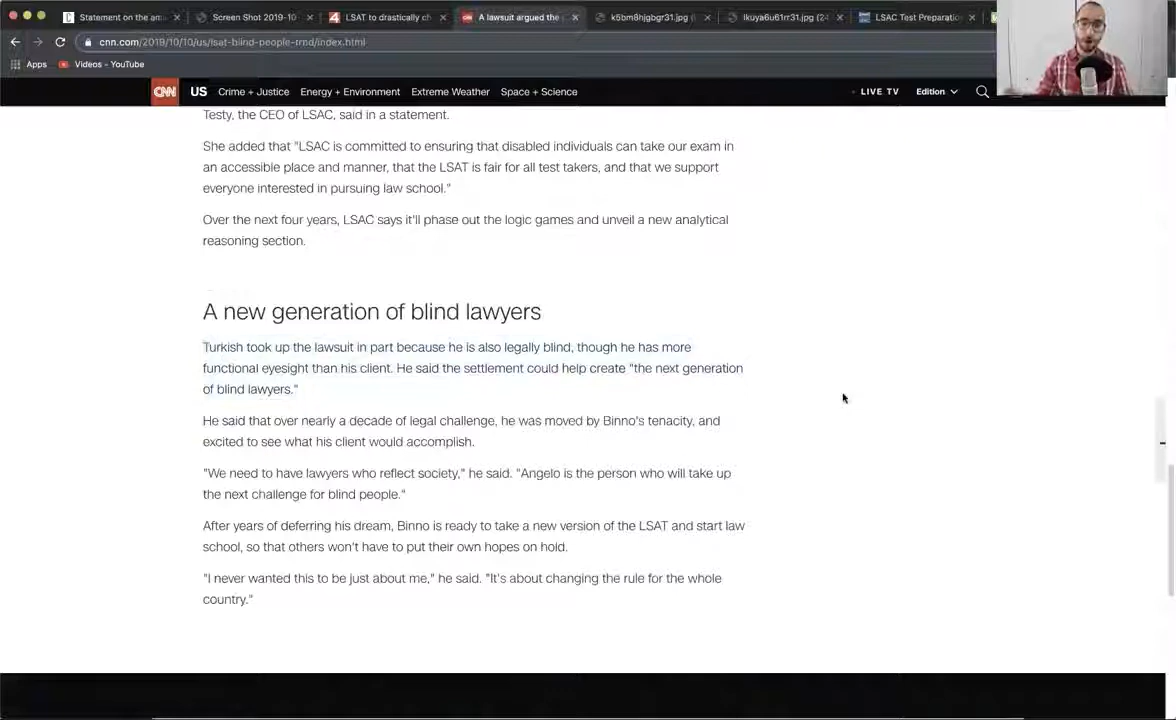 Statement on the am
Screen Shot 2019-10
LSAT to drastically ch
A lawsuit argued the
k5bm8hjgbgr31.jpg
lkuya6u61rr31.jpg (24
LSAC Test Preparatio
cnn.com/2019/10/10/us/lsat-blind-people-trnd/index.html
Apps
Videos - YouTube
CNN
US
Crime + Justice
Energy + Environment
Extreme Weather
Space + Science
LIVE TV
Edition
Testy, the CEO of LSAC, said in a statement.
She added that "LSAC is committed to ensuring that disabled individuals can take our exam in
an accessible place and manner, that the LSAT is fair for all test takers, and that we support
everyone interested in pursuing law school."
Over the next four years, LSAC says it'll phase out the logic games and unveil a new analytical
reasoning section.
A new generation of blind lawyers
Turkish took up the lawsuit in part because he is also legally blind, though he has more
functional eyesight than his client. He said the settlement could help create "the next generation
of blind lawyers."
He said that over nearly a decade of legal challenge, he was moved by Binno's tenacity, and
excited to see what his client would accomplish.
"We need to have lawyers who reflect society," he said. "Angelo is the person who will take up
the next challenge for blind people."
After years of deferring his dream, Binno is ready to take a new version of the LSAT and start law
school, so that others won't have to put their own hopes on hold.
"I never wanted this to be just about me," he said. "It's about changing the rule for the whole
country."